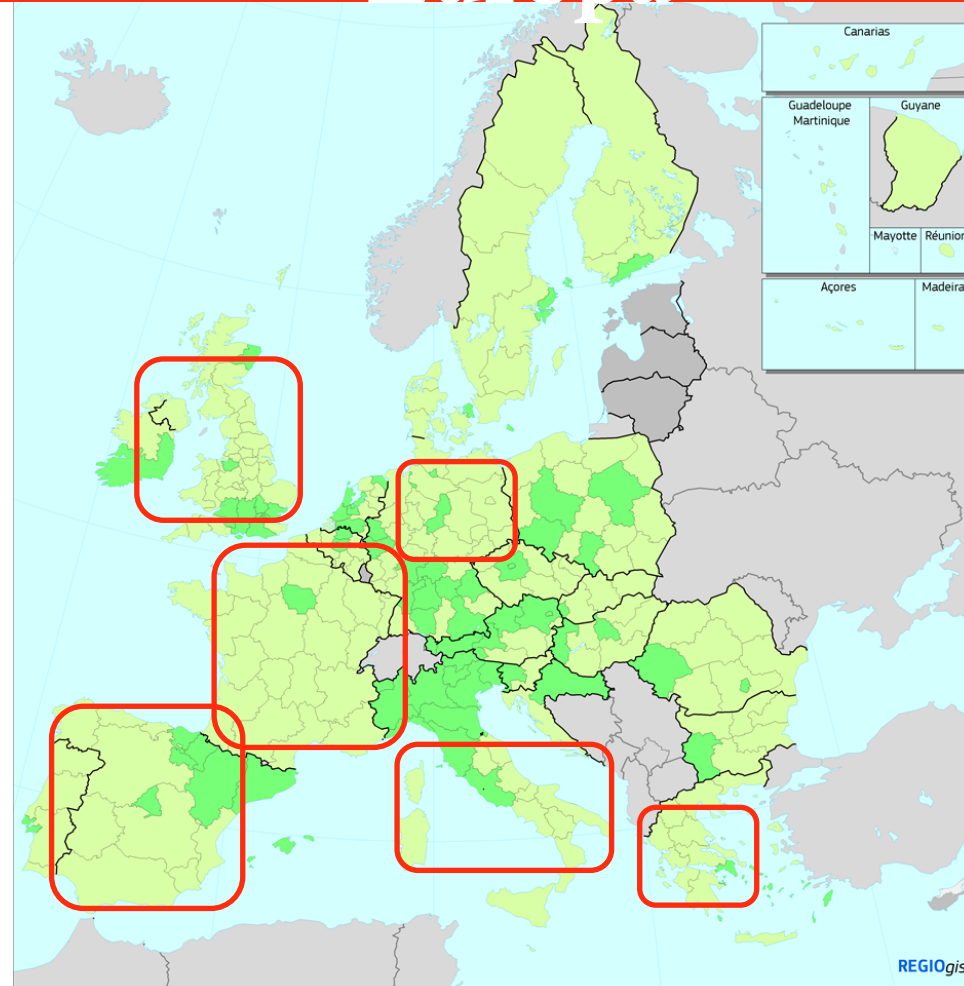 Canarias
Guadeloupe
Martinique
Guyane
Mayotte
Réunion
Açores
Madeira
REGIOgis